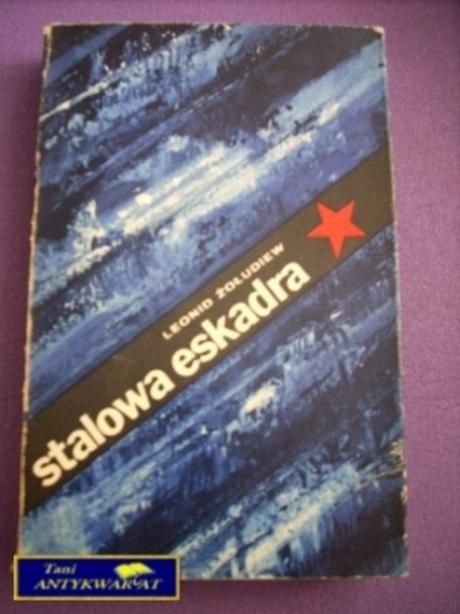 LEONID ŻOŁUDIEW
stalowa eskadra
Tani
ANTYKWARIAT